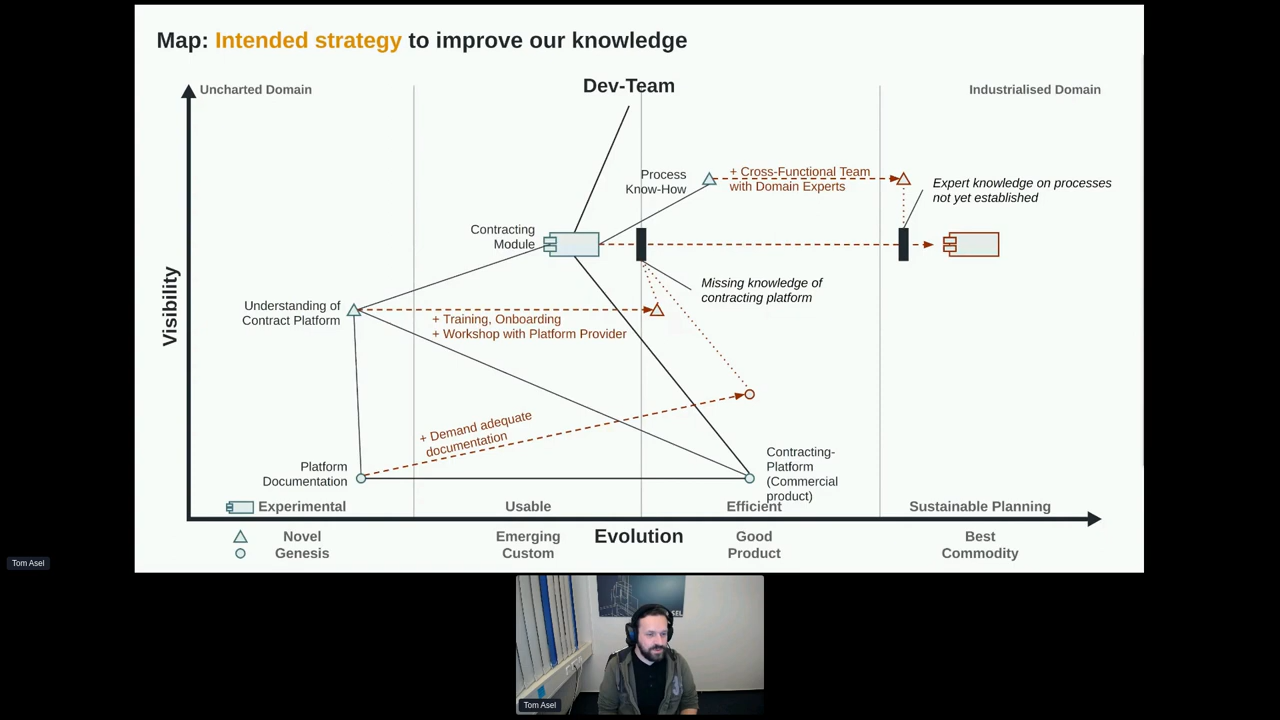 Map: Intended strategy to improve our knowledge
Dev-Team
Uncharted Domain
Industrialised Domain
Process
Know-How
+ Cross-Functional Team
with Domain Experts
Expert knowledge on processes
not yet established
Contracting
Module
Missing knowledge of
contracting platform
Visibility
Understanding of
Contract Platform
+ Training, Onboarding
+ Workshop with Platform Provider
+ Demand adequate
documentation
Platform
Documentation
Contracting-
Platform
(Commercial
product)
Experimental
Usable
Efficient
Sustainable Planning
Evolution
Novel
Genesis
Emerging
Custom
Good
Product
Best
Commodity
Tom Asel
Tom Asel